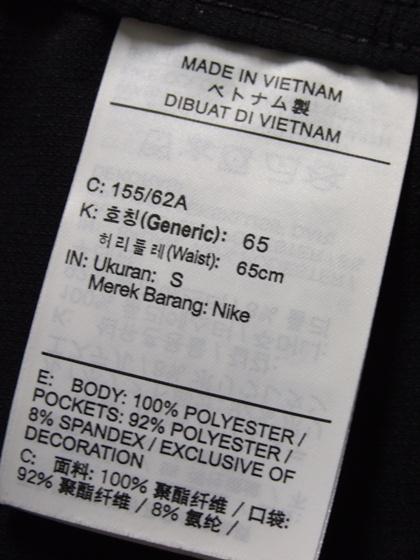 MADE IN VIETNAM
ベトナム製
DIBUAT DI VIETNAM
C: 155/62A
K: 호칭(Generic): 65
허리둘레(Waist): 65cm
IN: Ukuran: S
Merek Barang: Nike
E: BODY: 100% POLYESTER /
POCKETS: 92% POLYESTER /
8% SPANDEX / EXCLUSIVE OF
DECORATION
C: 面料: 100% 聚酯纤维 / 口袋:
92% 聚酯纤维 / 8% 氨纶 /